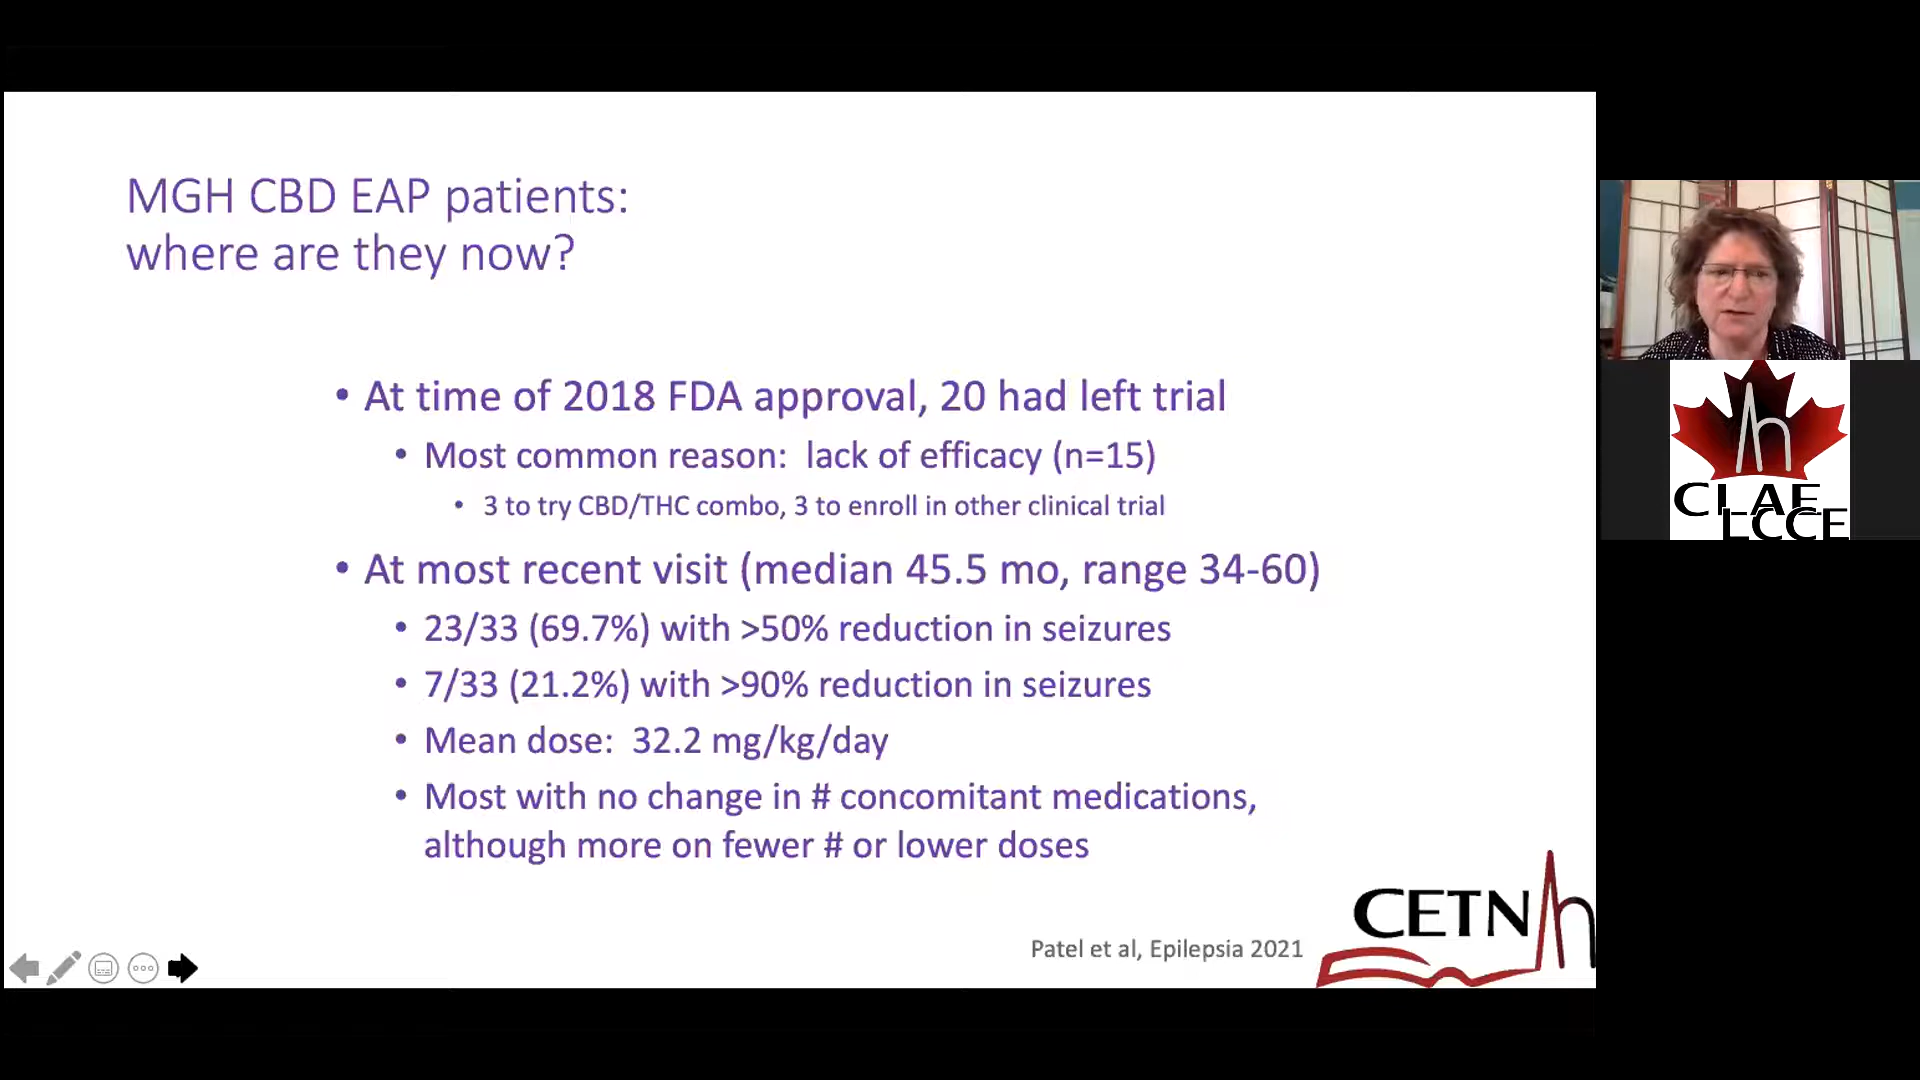 MGH CBD EAP patients:
where are they now?
• At time of 2018 FDA approval, 20 had left trial
• Most common reason:  lack of efficacy (n=15)
• 3 to try CBD/THC combo, 3 to enroll in other clinical trial
• At most recent visit (median 45.5 mo, range 34-60)
• 23/33 (69.7%) with >50% reduction in seizures
• 7/33 (21.2%) with >90% reduction in seizures
• Mean dose:  32.2 mg/kg/day
• Most with no change in # concomitant medications,
although more on fewer # or lower doses
Patel et al, Epilepsia 2021
CETN
CLAE
LCCE